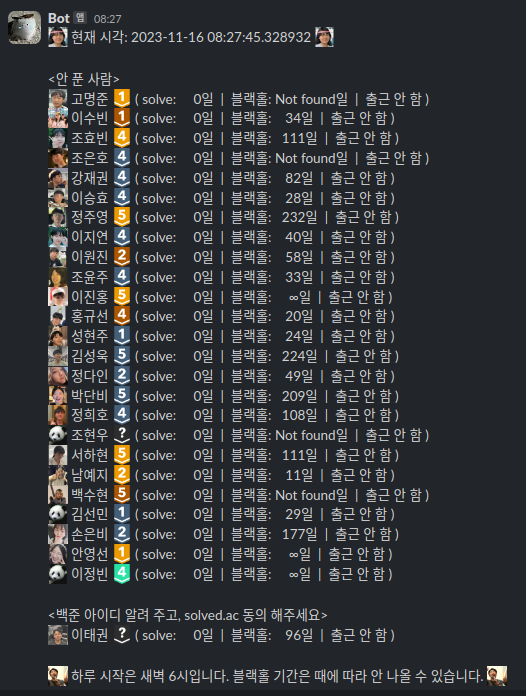 Bot 앱 08:27
현재 시각: 2023-11-16 08:27:45.328932
<안 푼 사람>
고명준 1 ( solve: 0일 | 블랙홀: Not found일 | 출근 안 함 )
이수빈 1 ( solve: 0일 | 블랙홀: 34일 | 출근 안 함 )
조효빈 4 ( solve: 0일 | 블랙홀: 111일 | 출근 안 함 )
조은호 4 ( solve: 0일 | 블랙홀: Not found일 | 출근 안 함 )
강재권 4 ( solve: 0일 | 블랙홀: 82일 | 출근 안 함 )
이승효 4 ( solve: 0일 | 블랙홀: 28일 | 출근 안 함 )
정주영 5 ( solve: 0일 | 블랙홀: 232일 | 출근 안 함 )
이지연 4 ( solve: 0일 | 블랙홀: 40일 | 출근 안 함 )
이원진 2 ( solve: 0일 | 블랙홀: 58일 | 출근 안 함 )
조윤주 4 ( solve: 0일 | 블랙홀: 33일 | 출근 안 함 )
이진홍 5 ( solve: 0일 | 블랙홀: ∞일 | 출근 안 함 )
홍규선 4 ( solve: 0일 | 블랙홀: 20일 | 출근 안 함 )
성현주 1 ( solve: 0일 | 블랙홀: 24일 | 출근 안 함 )
김성욱 5 ( solve: 0일 | 블랙홀: 224일 | 출근 안 함 )
정다인 2 ( solve: 0일 | 블랙홀: 49일 | 출근 안 함 )
박단비 5 ( solve: 0일 | 블랙홀: 209일 | 출근 안 함 )
정희호 4 ( solve: 0일 | 블랙홀: 108일 | 출근 안 함 )
조현우 ? ( solve: 0일 | 블랙홀: Not found일 | 출근 안 함 )
서하현 5 ( solve: 0일 | 블랙홀: 111일 | 출근 안 함 )
남예지 2 ( solve: 0일 | 블랙홀: 11일 | 출근 안 함 )
백수현 5 ( solve: 0일 | 블랙홀: Not found일 | 출근 안 함 )
김선민 1 ( solve: 0일 | 블랙홀: 29일 | 출근 안 함 )
손은비 2 ( solve: 0일 | 블랙홀: 177일 | 출근 안 함 )
안영선 1 ( solve: 0일 | 블랙홀: ∞일 | 출근 안 함 )
이정빈 4 ( solve: 0일 | 블랙홀: ∞일 | 출근 안 함 )
<백준 아이디 알려 주고, solved.ac 동의 해주세요>
이태권 ? ( solve: 0일 | 블랙홀: 96일 | 출근 안 함 )
하루 시작은 새벽 6시입니다. 블랙홀 기간은 때에 따라 안 나올 수 있습니다.